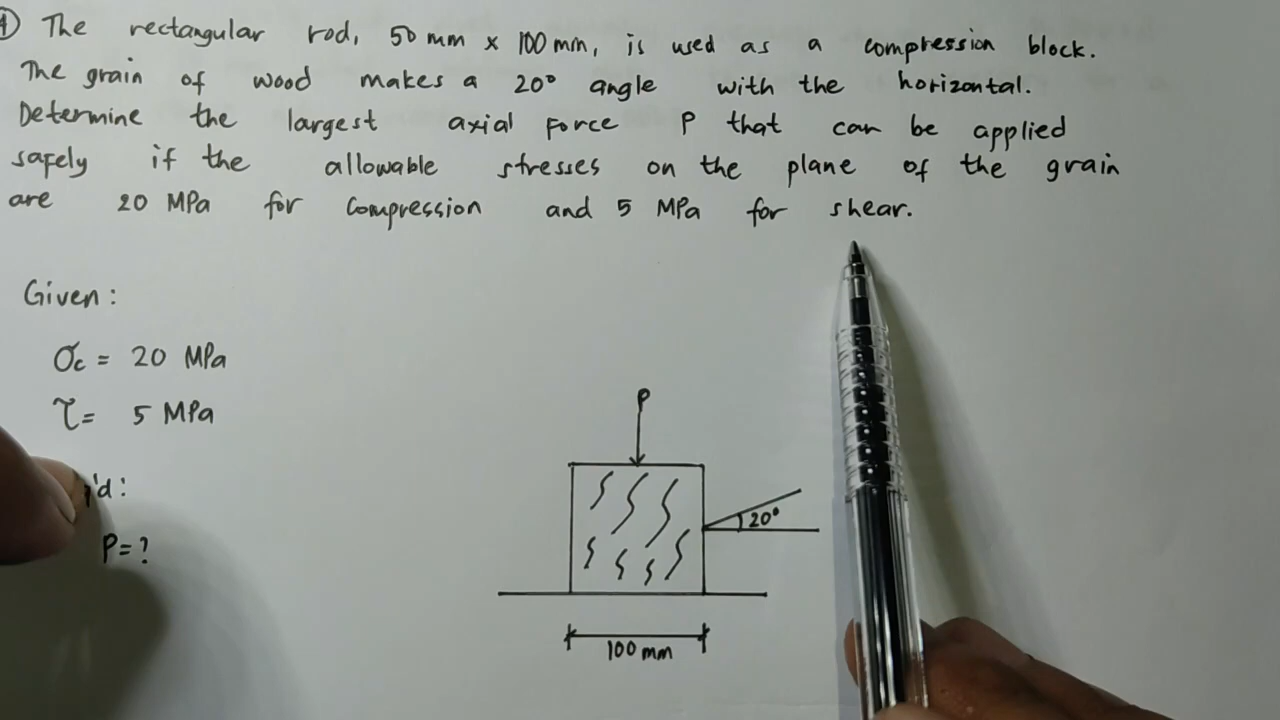 ① The rectangular rod, 50 mm x 100 mm, is used as a compression block.
The grain of wood makes a 20° angle with the horizontal.
Determine the largest axial force P that can be applied
safely if the allowable stresses on the plane of the grain
are 20 MPa for compression and 5 MPa for shear.
Given:
σc = 20 MPa
τ = 5 MPa
'd:
P = ?
P
20°
100 mm